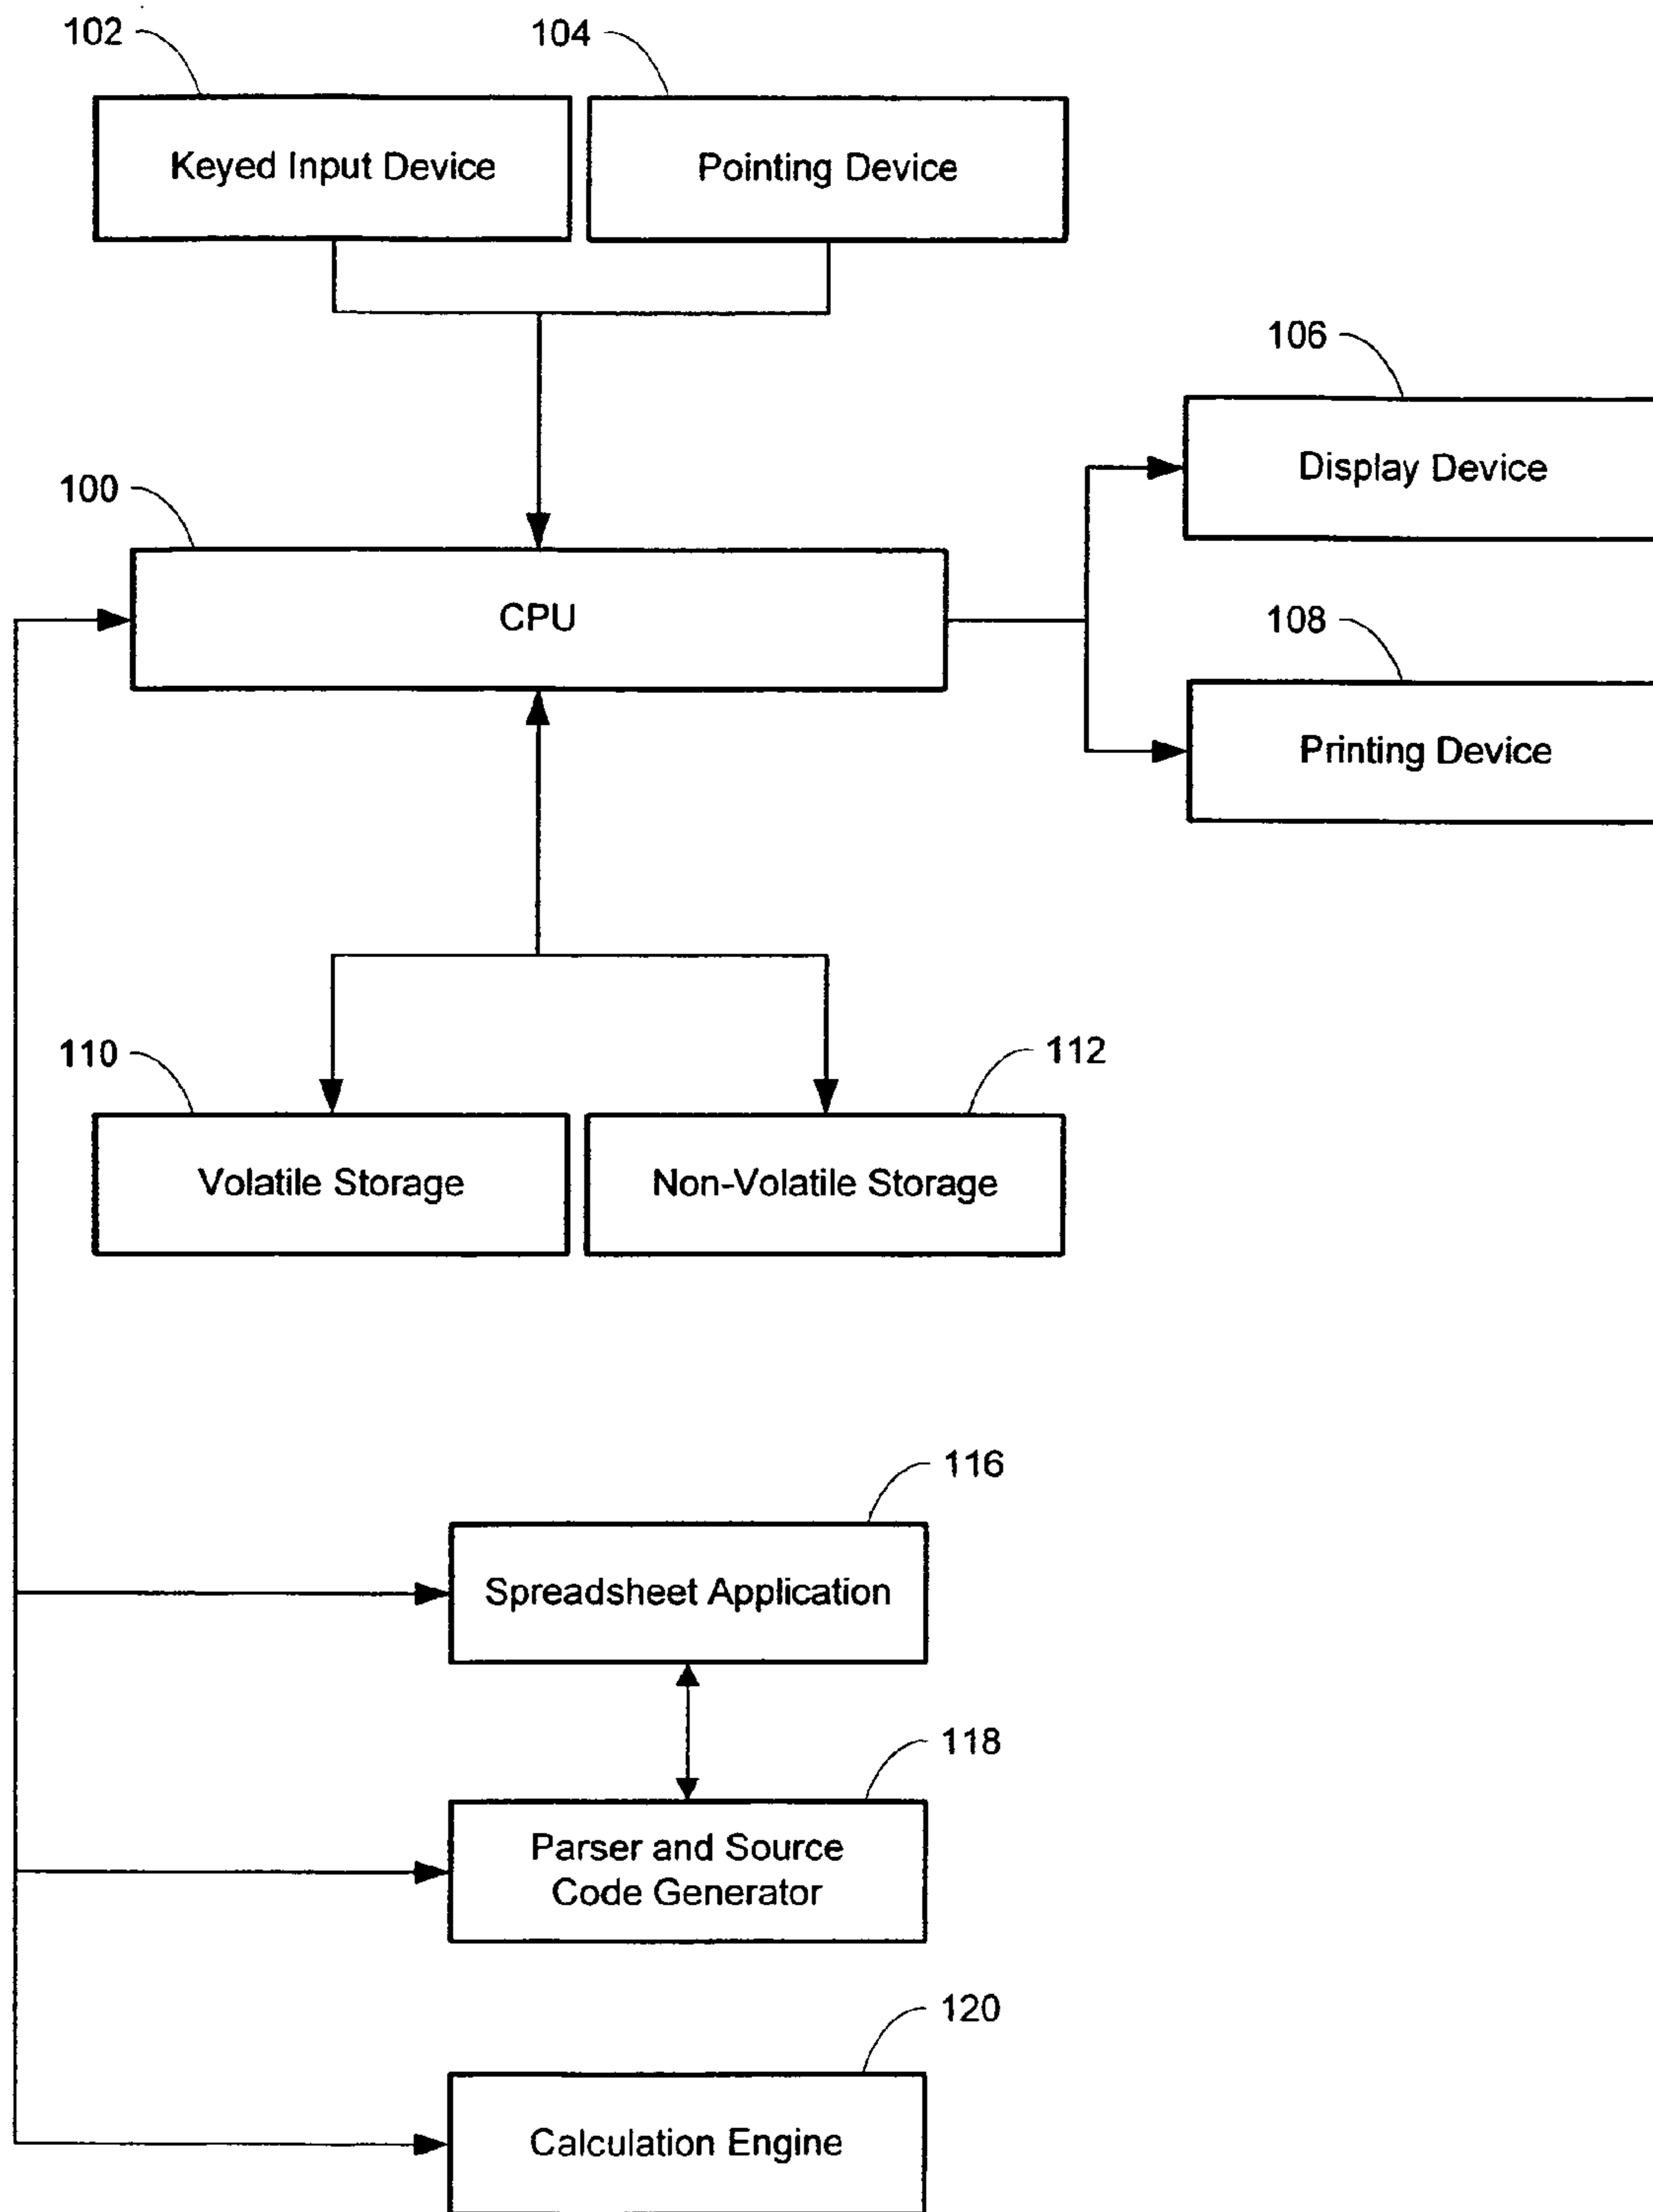 102
104
Keyed Input Device
Pointing Device
106
Display Device
100
CPU
108
Printing Device
110
112
Volatile Storage
Non-Volatile Storage
116
Spreadsheet Application
118
Parser and Source
Code Generator
120
Calculation Engine